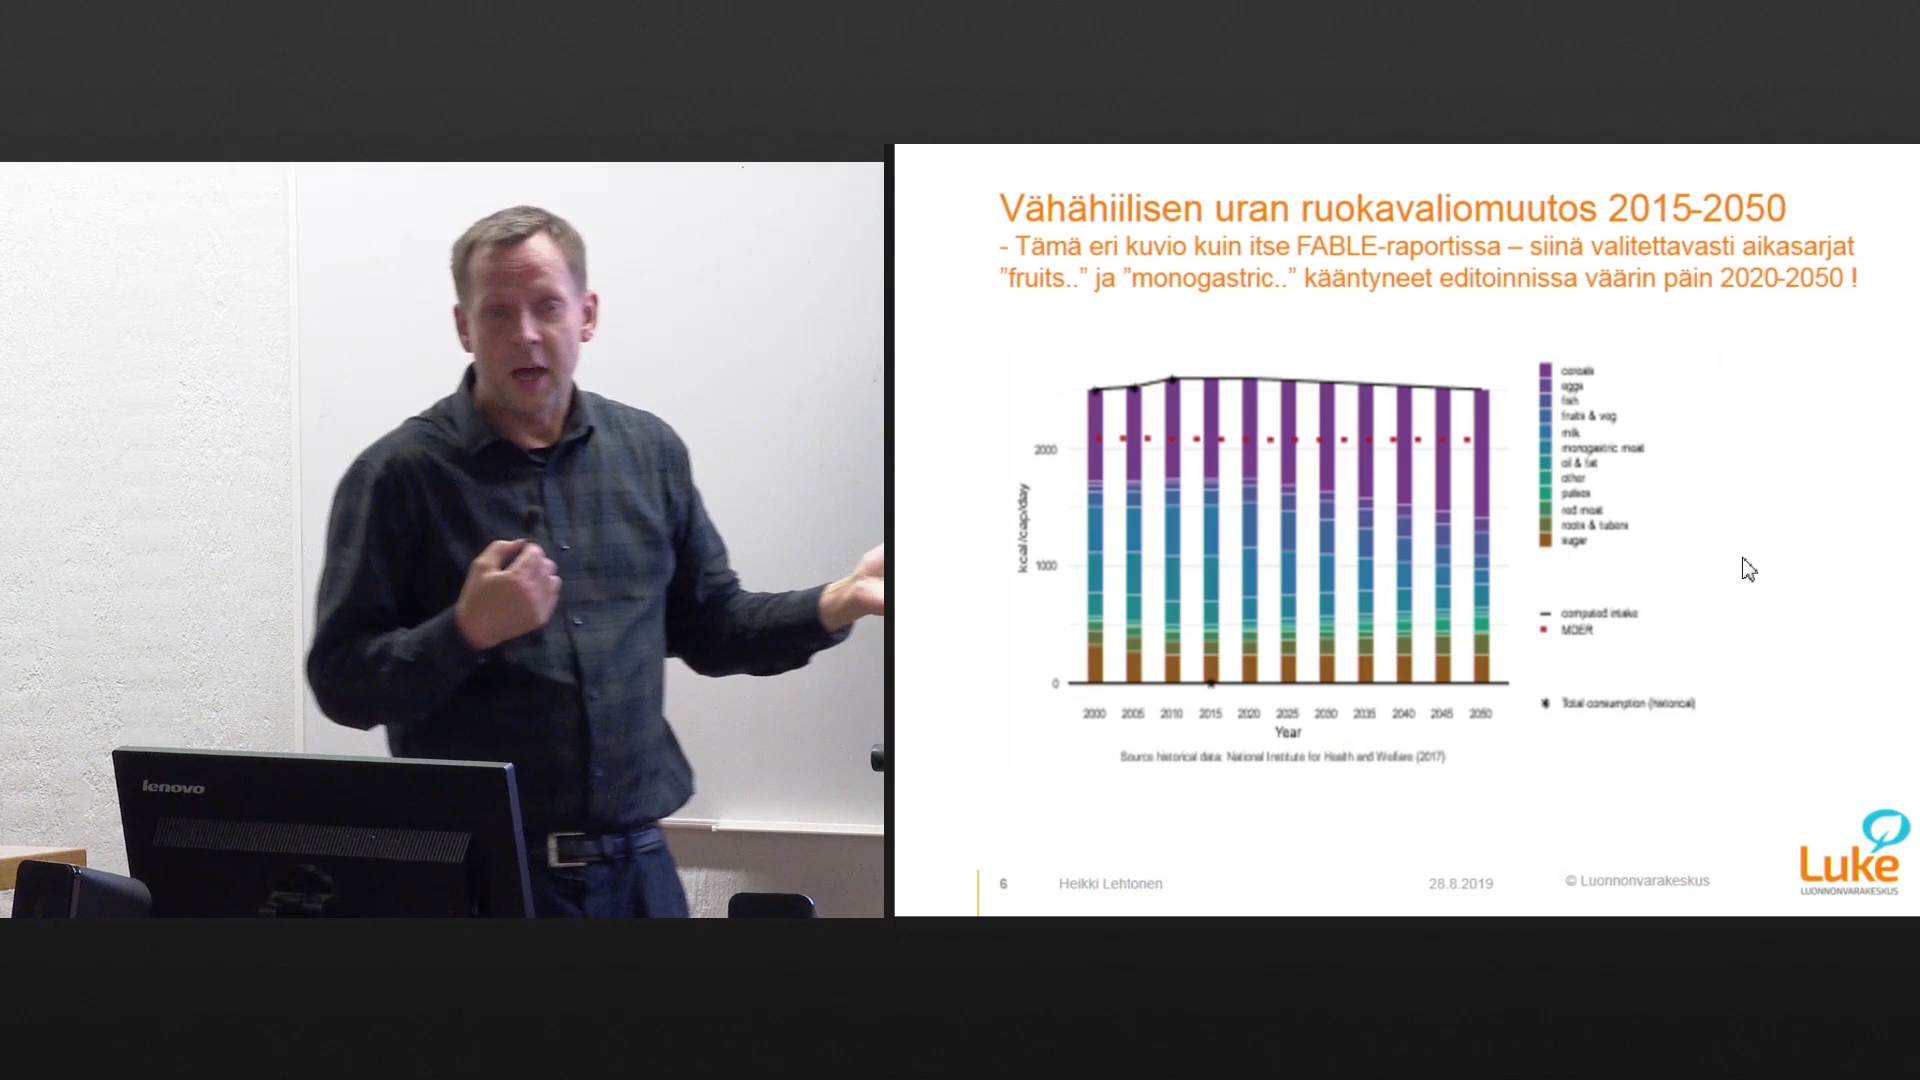 lenovo
Vähähiilisen uran ruokavaliomuutos 2015-2050
- Tämä eri kuvio kuin itse FABLE-raportissa – siinä valitettavasti aikasarjat
”fruits..” ja ”monogastric..” kääntyneet editoinnissa väärin päin 2020-2050 !
cereals
eggs
fish
fruits & veg
milk
monogastric meat
oil & fat
other
pulses
red meat
roots & tubers
sugar
computed intake
MDER
Total consumption (historical)
kcal/cap/day
2000
1000
0
2000 2005 2010 2015 2020 2025 2030 2035 2040 2045 2050
Year
Source historical data: National Institute for Health and Welfare (2017)
6 Heikki Lehtonen 28.8.2019 © Luonnonvarakeskus
Luke
LUONNONVARAKESKUS